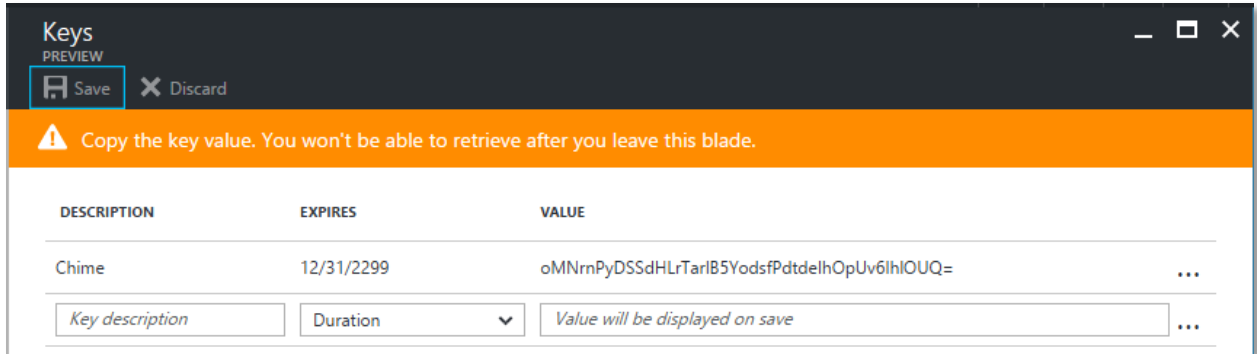 Keys
PREVIEW
Save Discard
Copy the key value. You won't be able to retrieve after you leave this blade.
DESCRIPTION EXPIRES VALUE
Chime 12/31/2299 oMNrnPyDSSdHLrTarlB5YodsfPdtdelhOpUv6lhlOUQ=
Key description Duration Value will be displayed on save